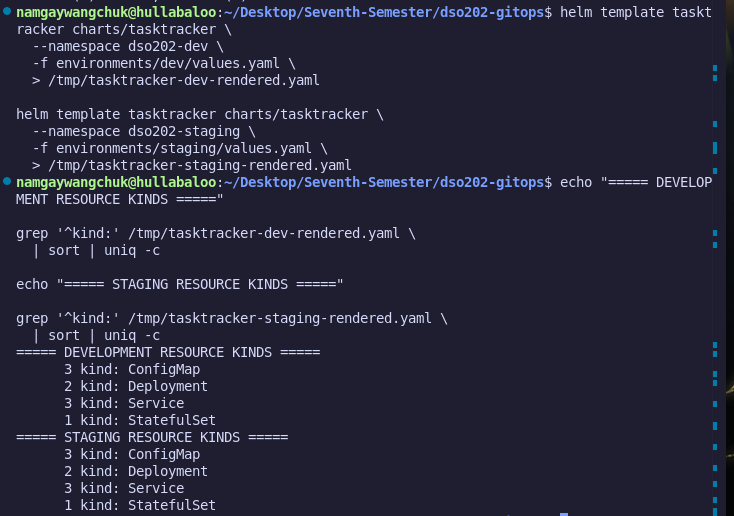 namgaywangchuk@hullabaloo:~/Desktop/Seventh-Semester/dso202-gitops$ helm template taskt
racker charts/tasktracker \
  --namespace dso202-dev \
  -f environments/dev/values.yaml \
  > /tmp/tasktracker-dev-rendered.yaml

helm template tasktracker charts/tasktracker \
  --namespace dso202-staging \
  -f environments/staging/values.yaml \
  > /tmp/tasktracker-staging-rendered.yaml
namgaywangchuk@hullabaloo:~/Desktop/Seventh-Semester/dso202-gitops$ echo "===== DEVELOP
MENT RESOURCE KINDS ====="

grep '^kind:' /tmp/tasktracker-dev-rendered.yaml \
  | sort | uniq -c

echo "===== STAGING RESOURCE KINDS ====="

grep '^kind:' /tmp/tasktracker-staging-rendered.yaml \
  | sort | uniq -c
===== DEVELOPMENT RESOURCE KINDS =====
      3 kind: ConfigMap
      2 kind: Deployment
      3 kind: Service
      1 kind: StatefulSet
===== STAGING RESOURCE KINDS =====
      3 kind: ConfigMap
      2 kind: Deployment
      3 kind: Service
      1 kind: StatefulSet